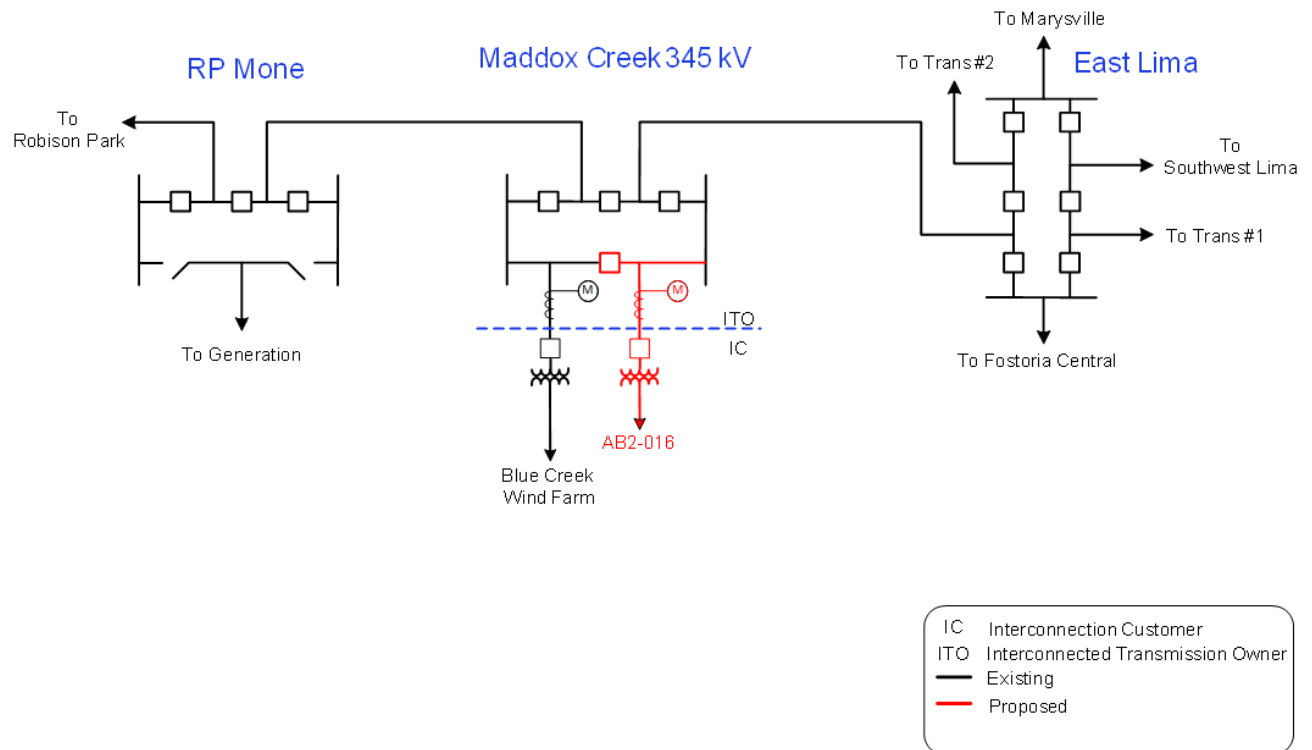 To Marysville
RP Mone
Maddox Creek 345 kV
To Trans #2
East Lima
To
Robison Park
To
Southwest Lima
To Trans #1
M
M
ITO
IC
To Generation
To Fostoria Central
AB2-016
Blue Creek
Wind Farm
IC Interconnection Customer
ITO Interconnected Transmission Owner
Existing
Proposed